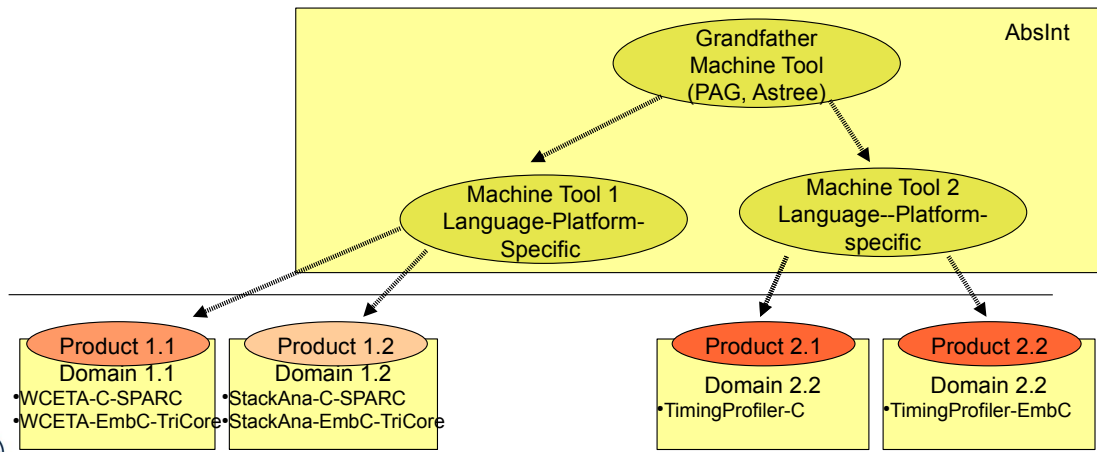 AbsInt
Grandfather
Machine Tool
(PAG, Astree)
Machine Tool 1
Language-Platform-
Specific
Machine Tool 2
Language--Platform-
specific
Product 1.1
Domain 1.1
•WCETA-C-SPARC
•WCETA-EmbC-TriCore
Product 1.2
Domain 1.2
•StackAna-C-SPARC
•StackAna-EmbC-TriCore
Product 2.1
Domain 2.2
•TimingProfiler-C
Product 2.2
Domain 2.2
•TimingProfiler-EmbC